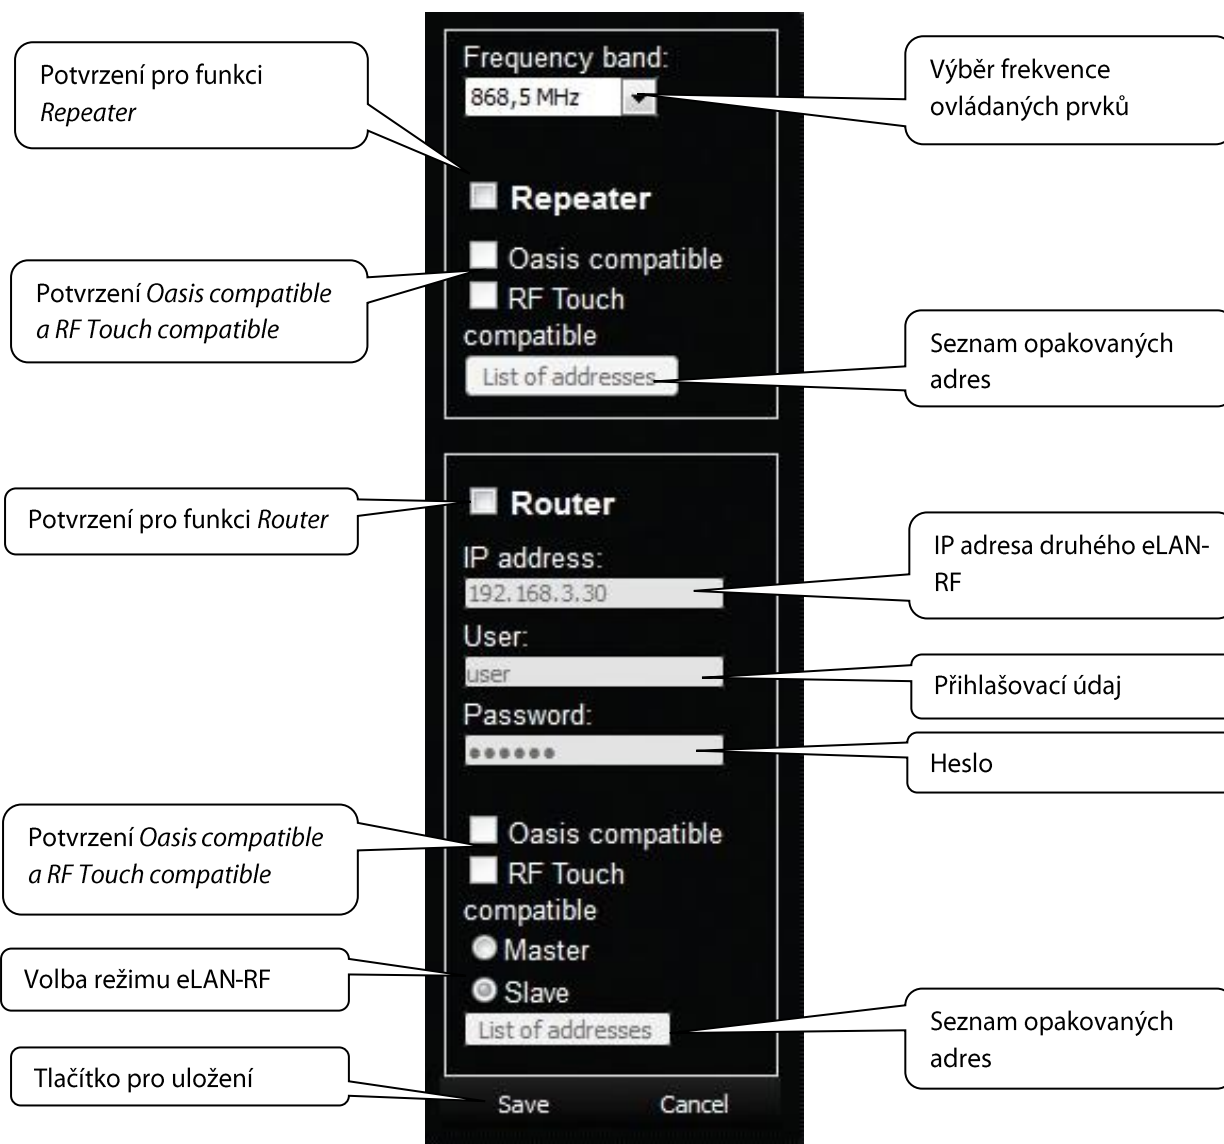 Potvrzení pro funkci
Repeater
Potvrzení Oasis compatible
a RF Touch compatible
Potvrzení pro funkci Router
Potvrzení Oasis compatible
a RF Touch compatible
Volba režimu eLAN-RF
Tlačítko pro uložení
Frequency band:
868,5 MHz
Repeater
Oasis compatible
RF Touch
compatible
List of addresses
Router
IP address:
192.168.3.30
User:
user
Password:
●●●●●●
Oasis compatible
RF Touch
compatible
Master
Slave
List of addresses
Save Cancel
Výběr frekvence
ovládaných prvků
Seznam opakovaných
adres
IP adresa druhého eLAN-
RF
Přihlašovací údaj
Heslo
Seznam opakovaných
adres